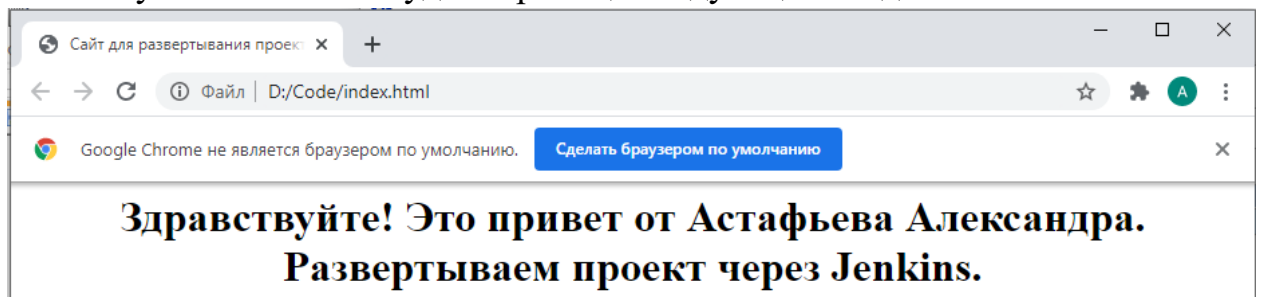 Сайт для развертывания проек
Файл | D:/Code/index.html
A
Google Chrome не является браузером по умолчанию.
Сделать браузером по умолчанию
Здравствуйте! Это привет от Астафьева Александра.
Развертываем проект через Jenkins.